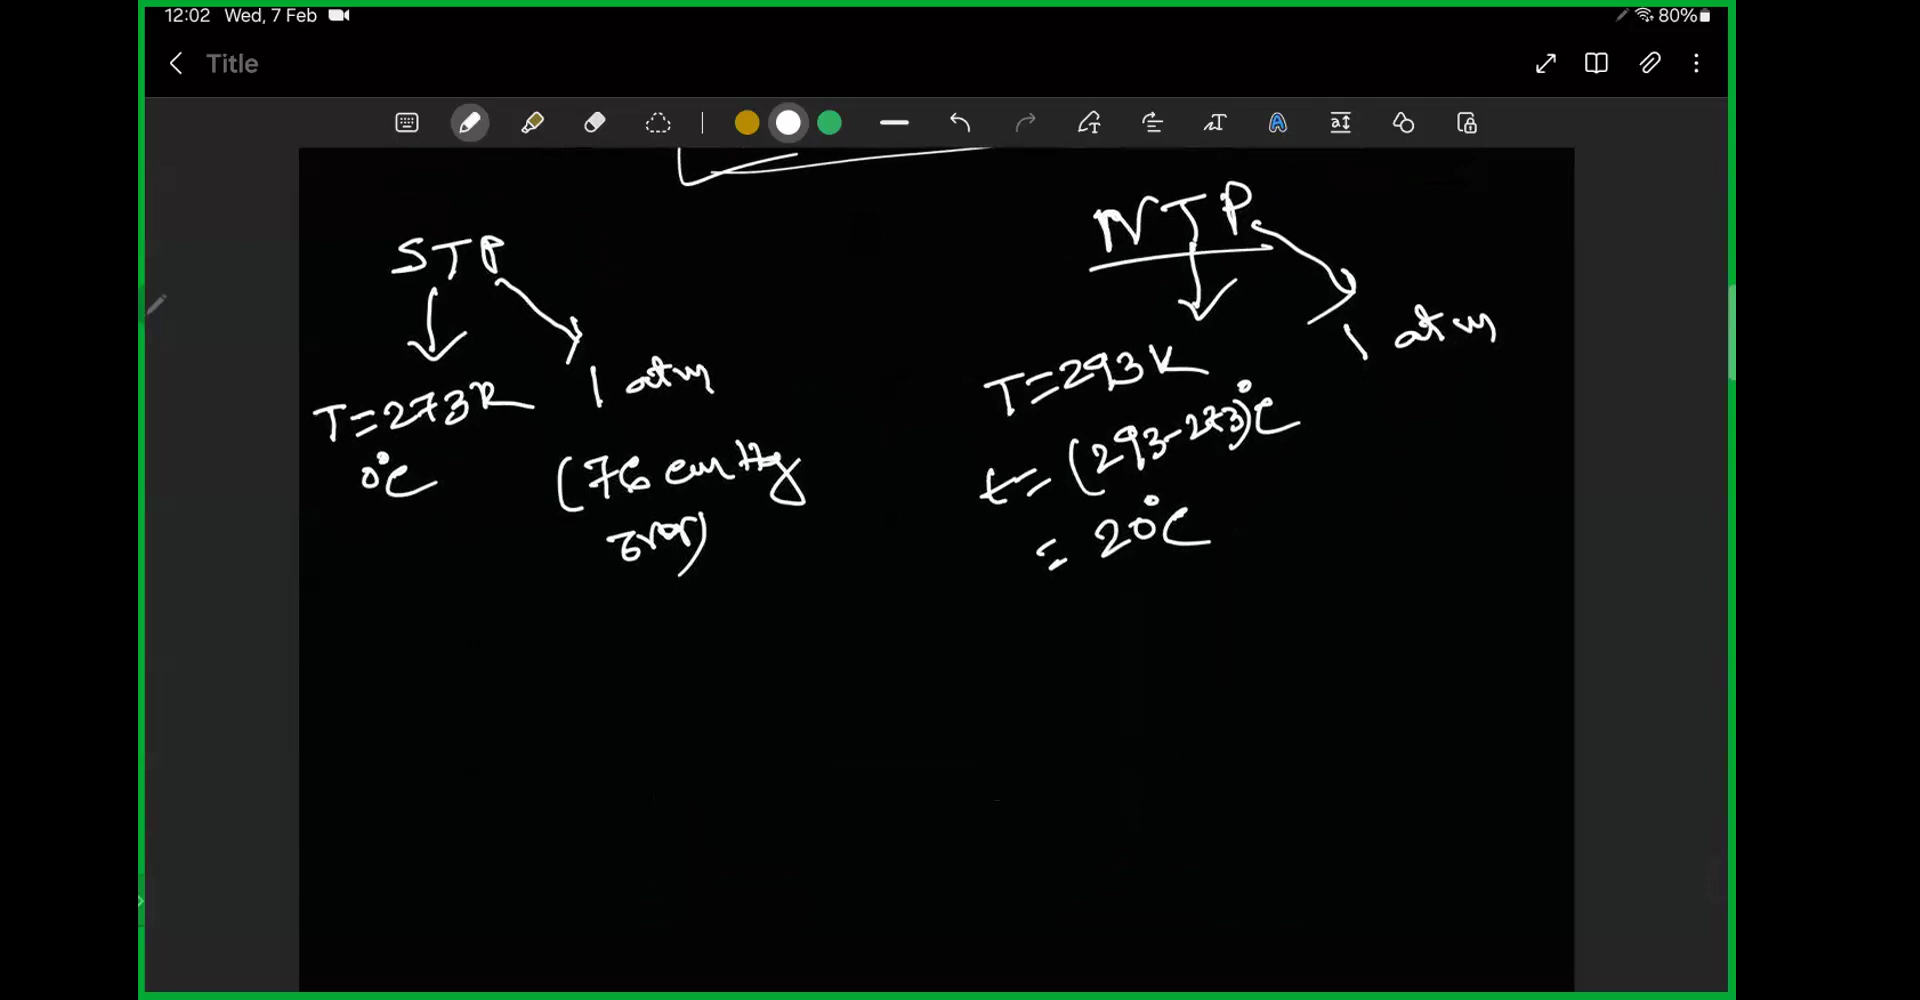 12:02 Wed, 7 Feb
80%
Title
STP
NTP
1 atm
1 atm
T=273K
0°C
(76 cm Hg
T=293K
t=(293-273)°C
= 20°C